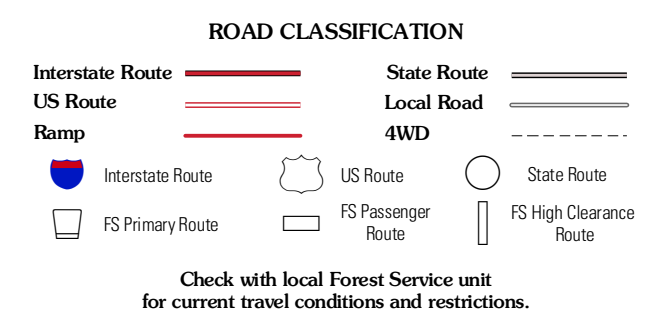 ROAD CLASSIFICATION
Interstate Route
State Route
US Route
Local Road
Ramp
4WD
Interstate Route
US Route
State Route
FS Primary Route
FS Passenger
Route
FS High Clearance
Route
Check with local Forest Service unit
for current travel conditions and restrictions.